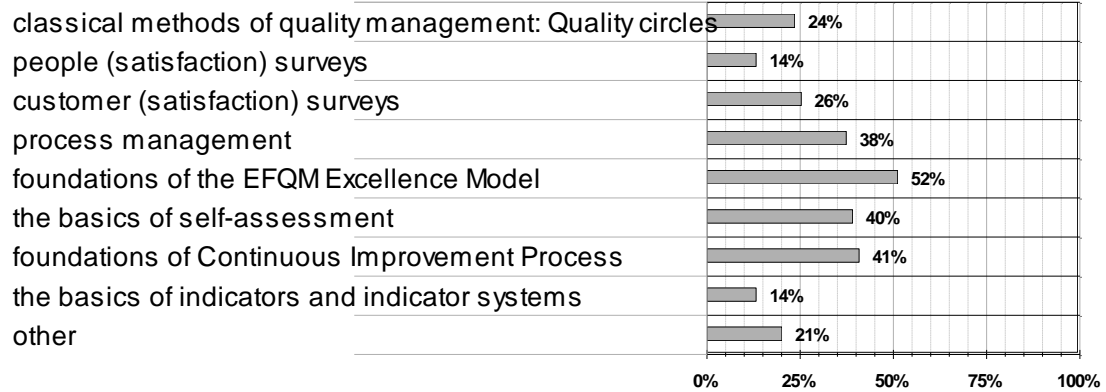 classical methods of quality management: Quality circles 24%
people (satisfaction) surveys 14%
customer (satisfaction) surveys 26%
process management 38%
foundations of the EFQM Excellence Model 52%
the basics of self-assessment 40%
foundations of Continuous Improvement Process 41%
the basics of indicators and indicator systems 14%
other 21%
0% 25% 50% 75% 100%